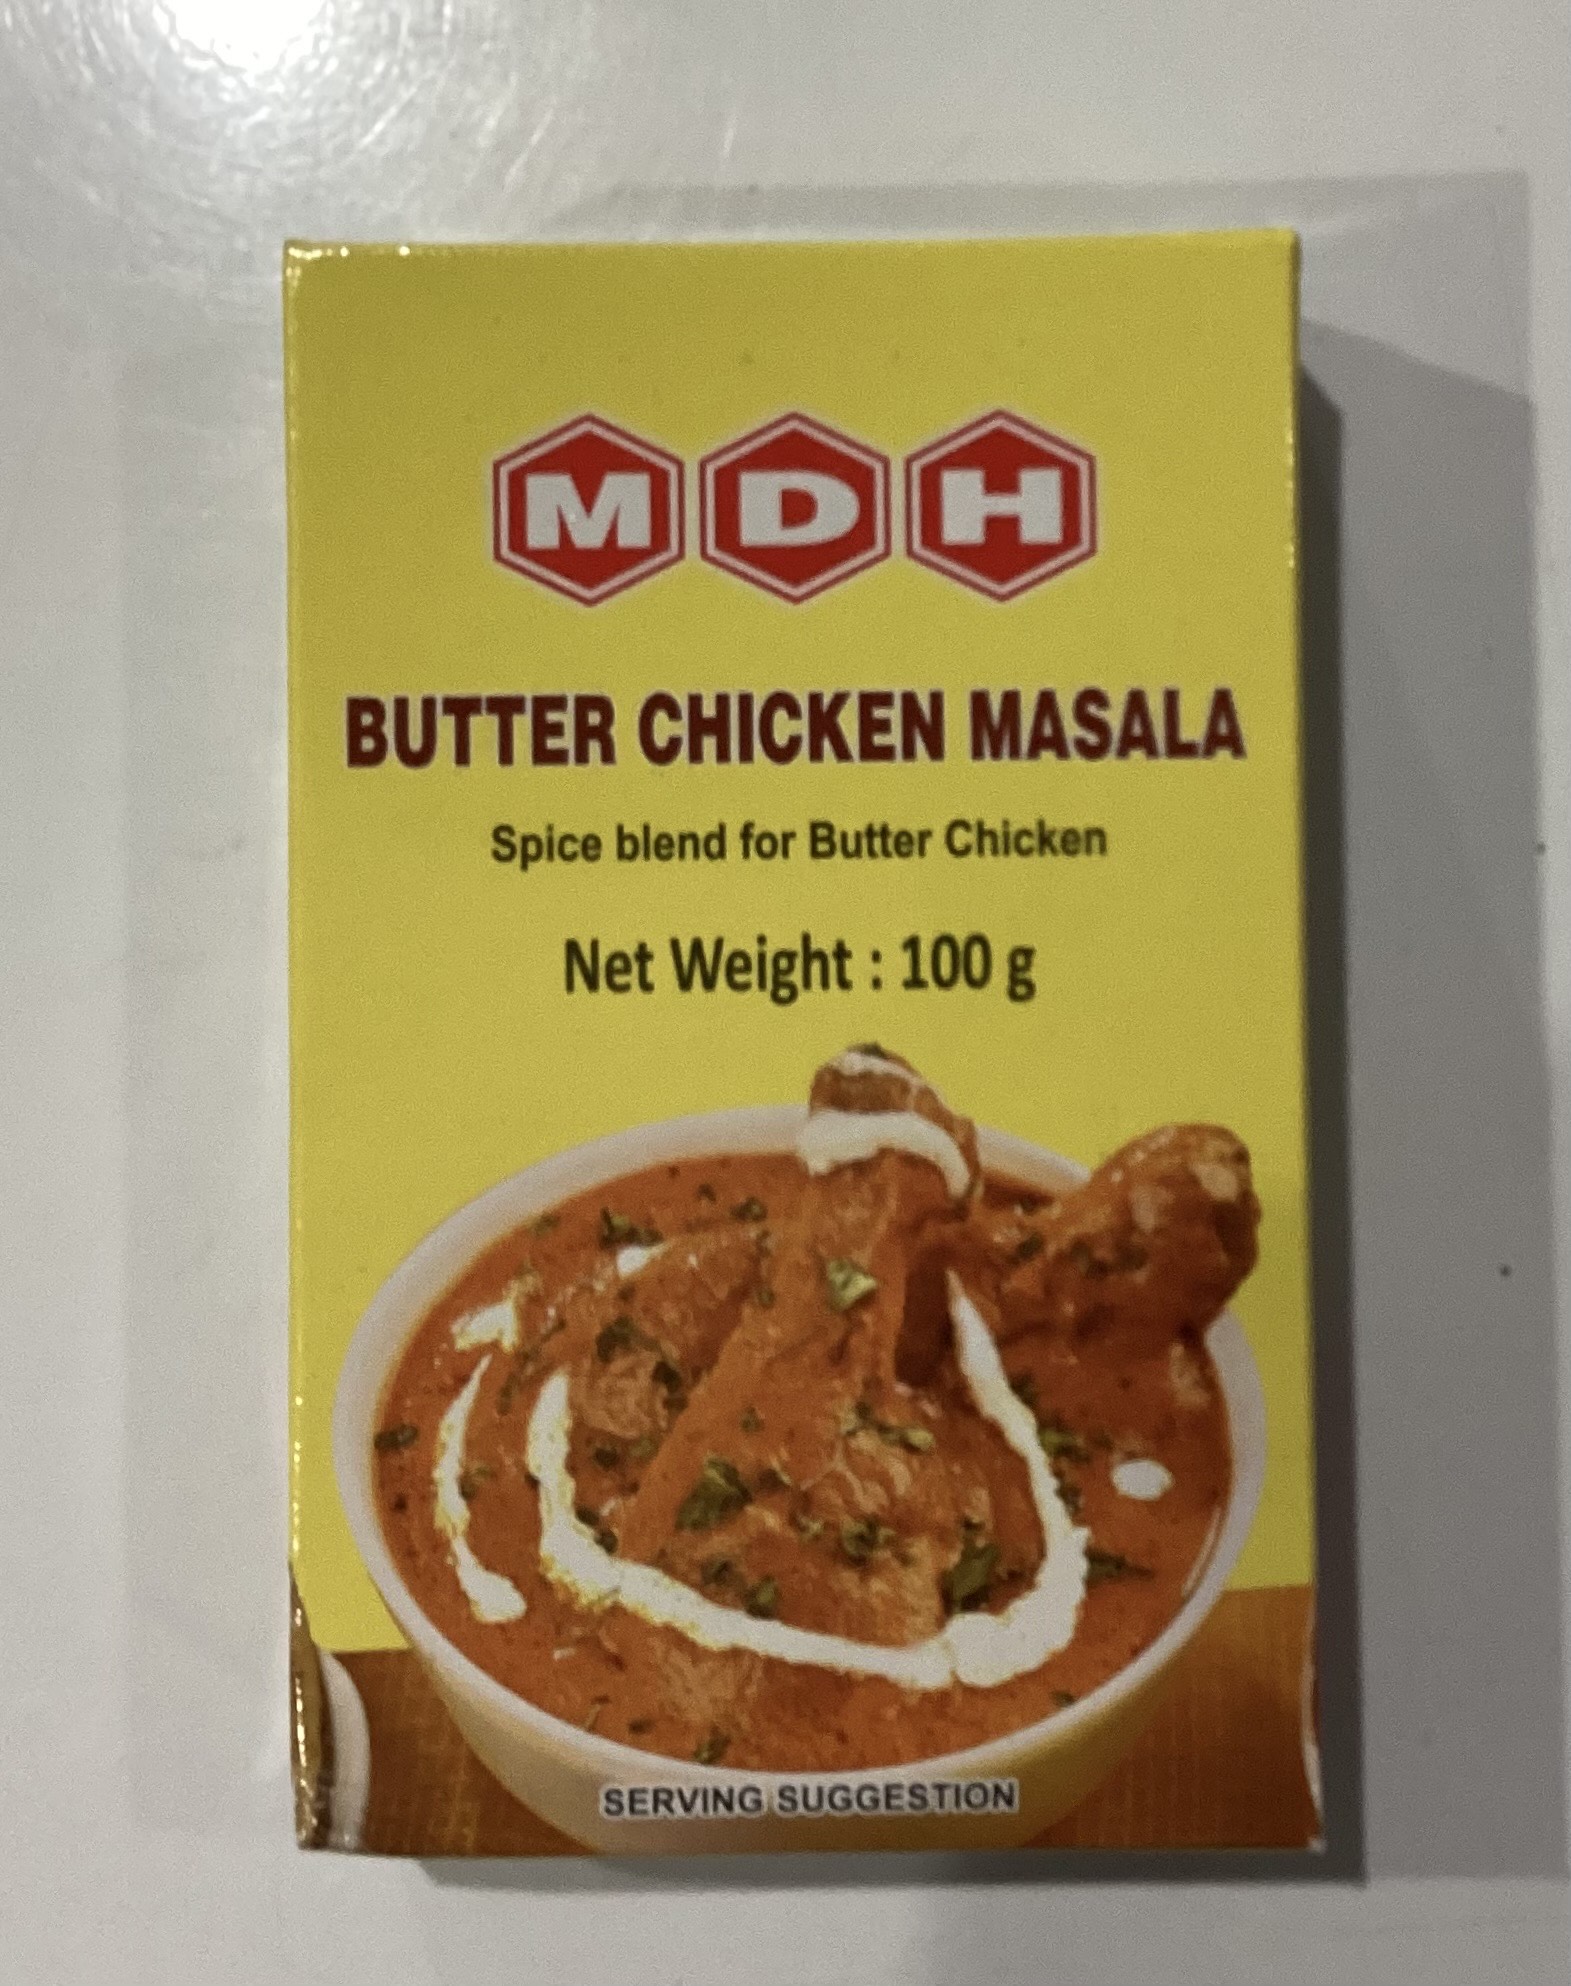 MDH
BUTTER CHICKEN MASALA
Spice blend for Butter Chicken
Net Weight : 100 g
SERVING SUGGESTION